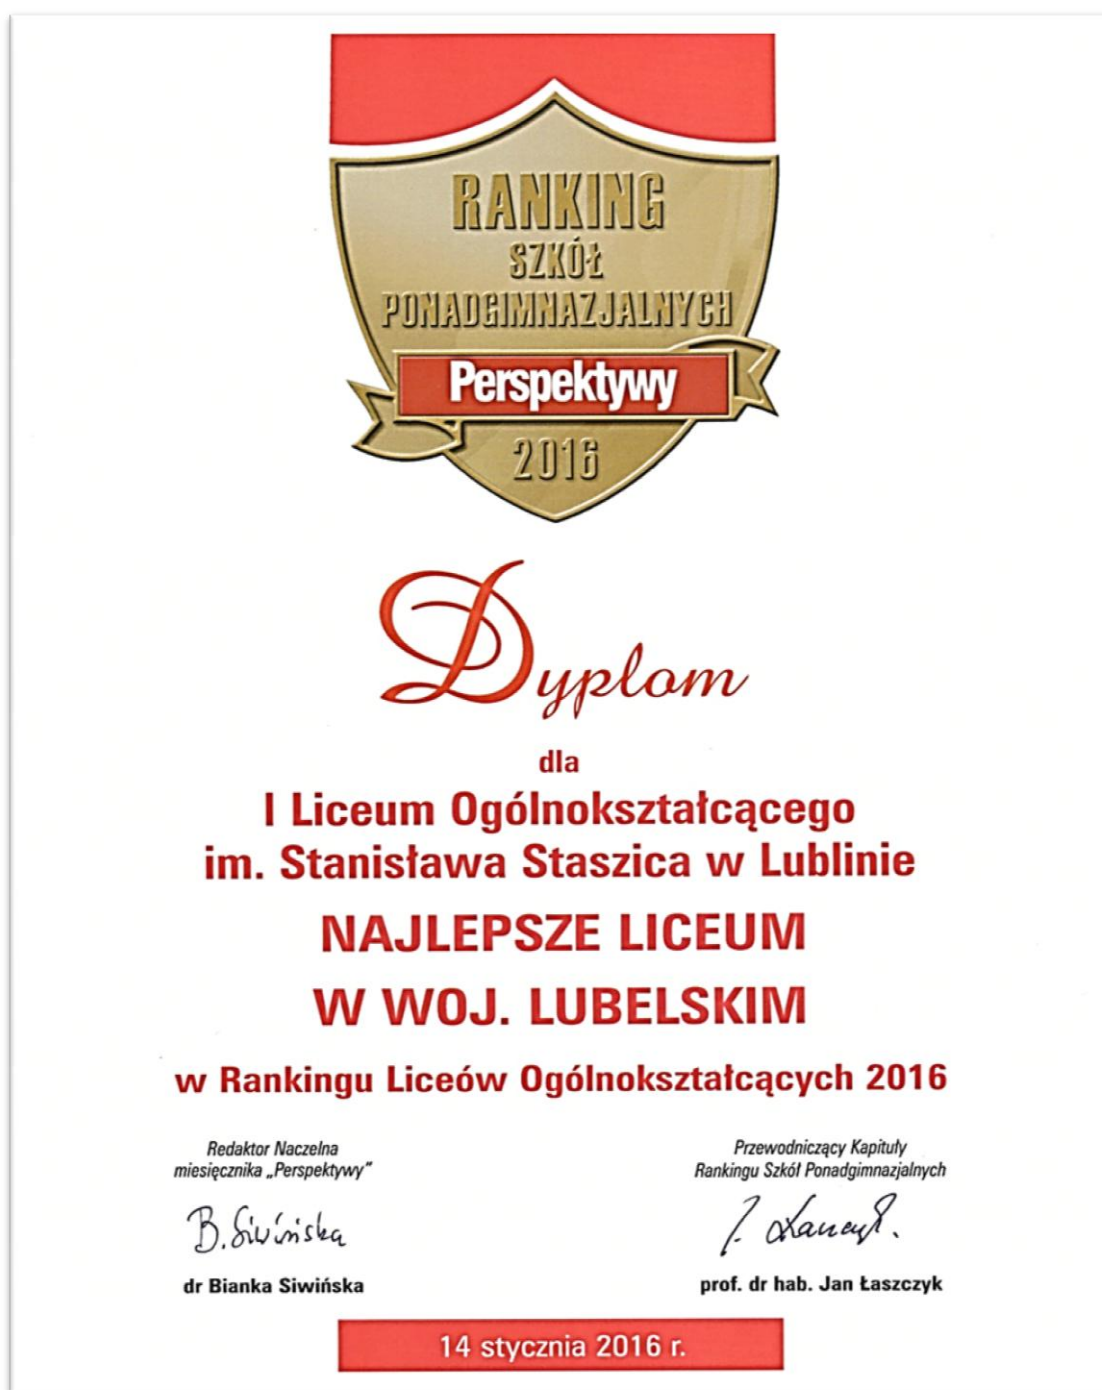 RANKING
SZKÓŁ
PONADGIMNAZJALNYCH
Perspektywy
2016
Dyplom
dla
I Liceum Ogólnokształcącego
im. Stanisława Staszica w Lublinie
NAJLEPSZE LICEUM
W WOJ. LUBELSKIM
w Rankingu Liceów Ogólnokształcących 2016
Redaktor Naczelna
miesięcznika „Perspektywy”
B. Siwińska
dr Bianka Siwińska
Przewodniczący Kapituły
Rankingu Szkół Ponadgimnazjalnych
J. Łaszczyk
prof. dr hab. Jan Łaszczyk
14 stycznia 2016 r.